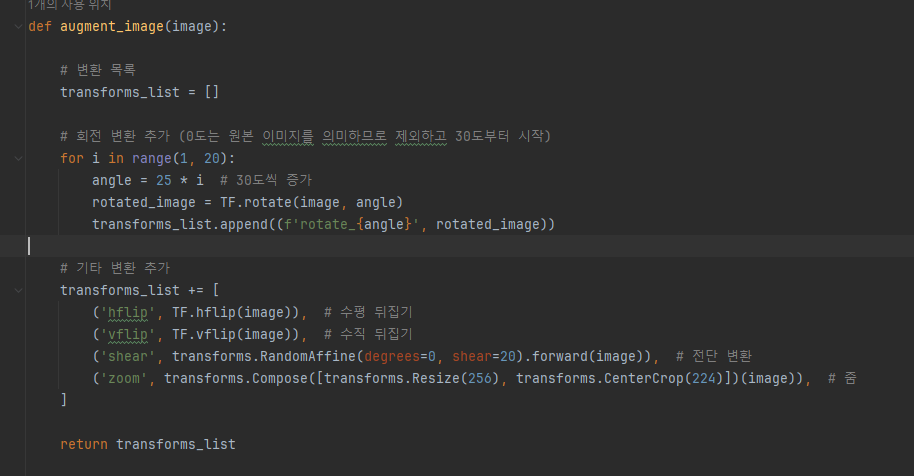 1개의 사용 위치
def augment_image(image):
# 변환 목록
transforms_list = []
# 회전 변환 추가 (0도는 원본 이미지를 의미하므로 제외하고 30도부터 시작)
for i in range(1, 20):
angle = 25 * i  # 30도씩 증가
rotated_image = TF.rotate(image, angle)
transforms_list.append((f'rotate_{angle}', rotated_image))
# 기타 변환 추가
transforms_list += [
('hflip', TF.hflip(image)),  # 수평 뒤집기
('vflip', TF.vflip(image)),  # 수직 뒤집기
('shear', transforms.RandomAffine(degrees=0, shear=20).forward(image)),  # 전단 변환
('zoom', transforms.Compose([transforms.Resize(256), transforms.CenterCrop(224)])(image)),  # 줌
]
return transforms_list